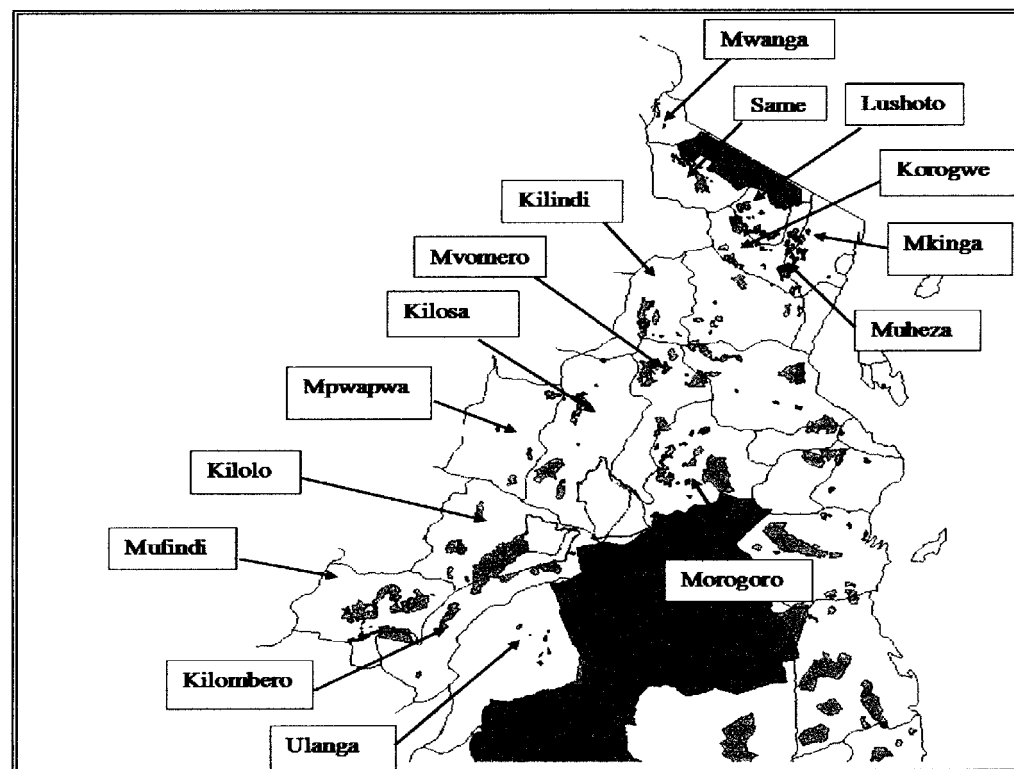 Mwanga
Same
Lushoto
Korogwe
Kilindi
Mkinga
Mvomero
Kilosa
Muheza
Mpwapwa
Kilolo
Mufindi
Morogoro
Kilombero
Ulanga